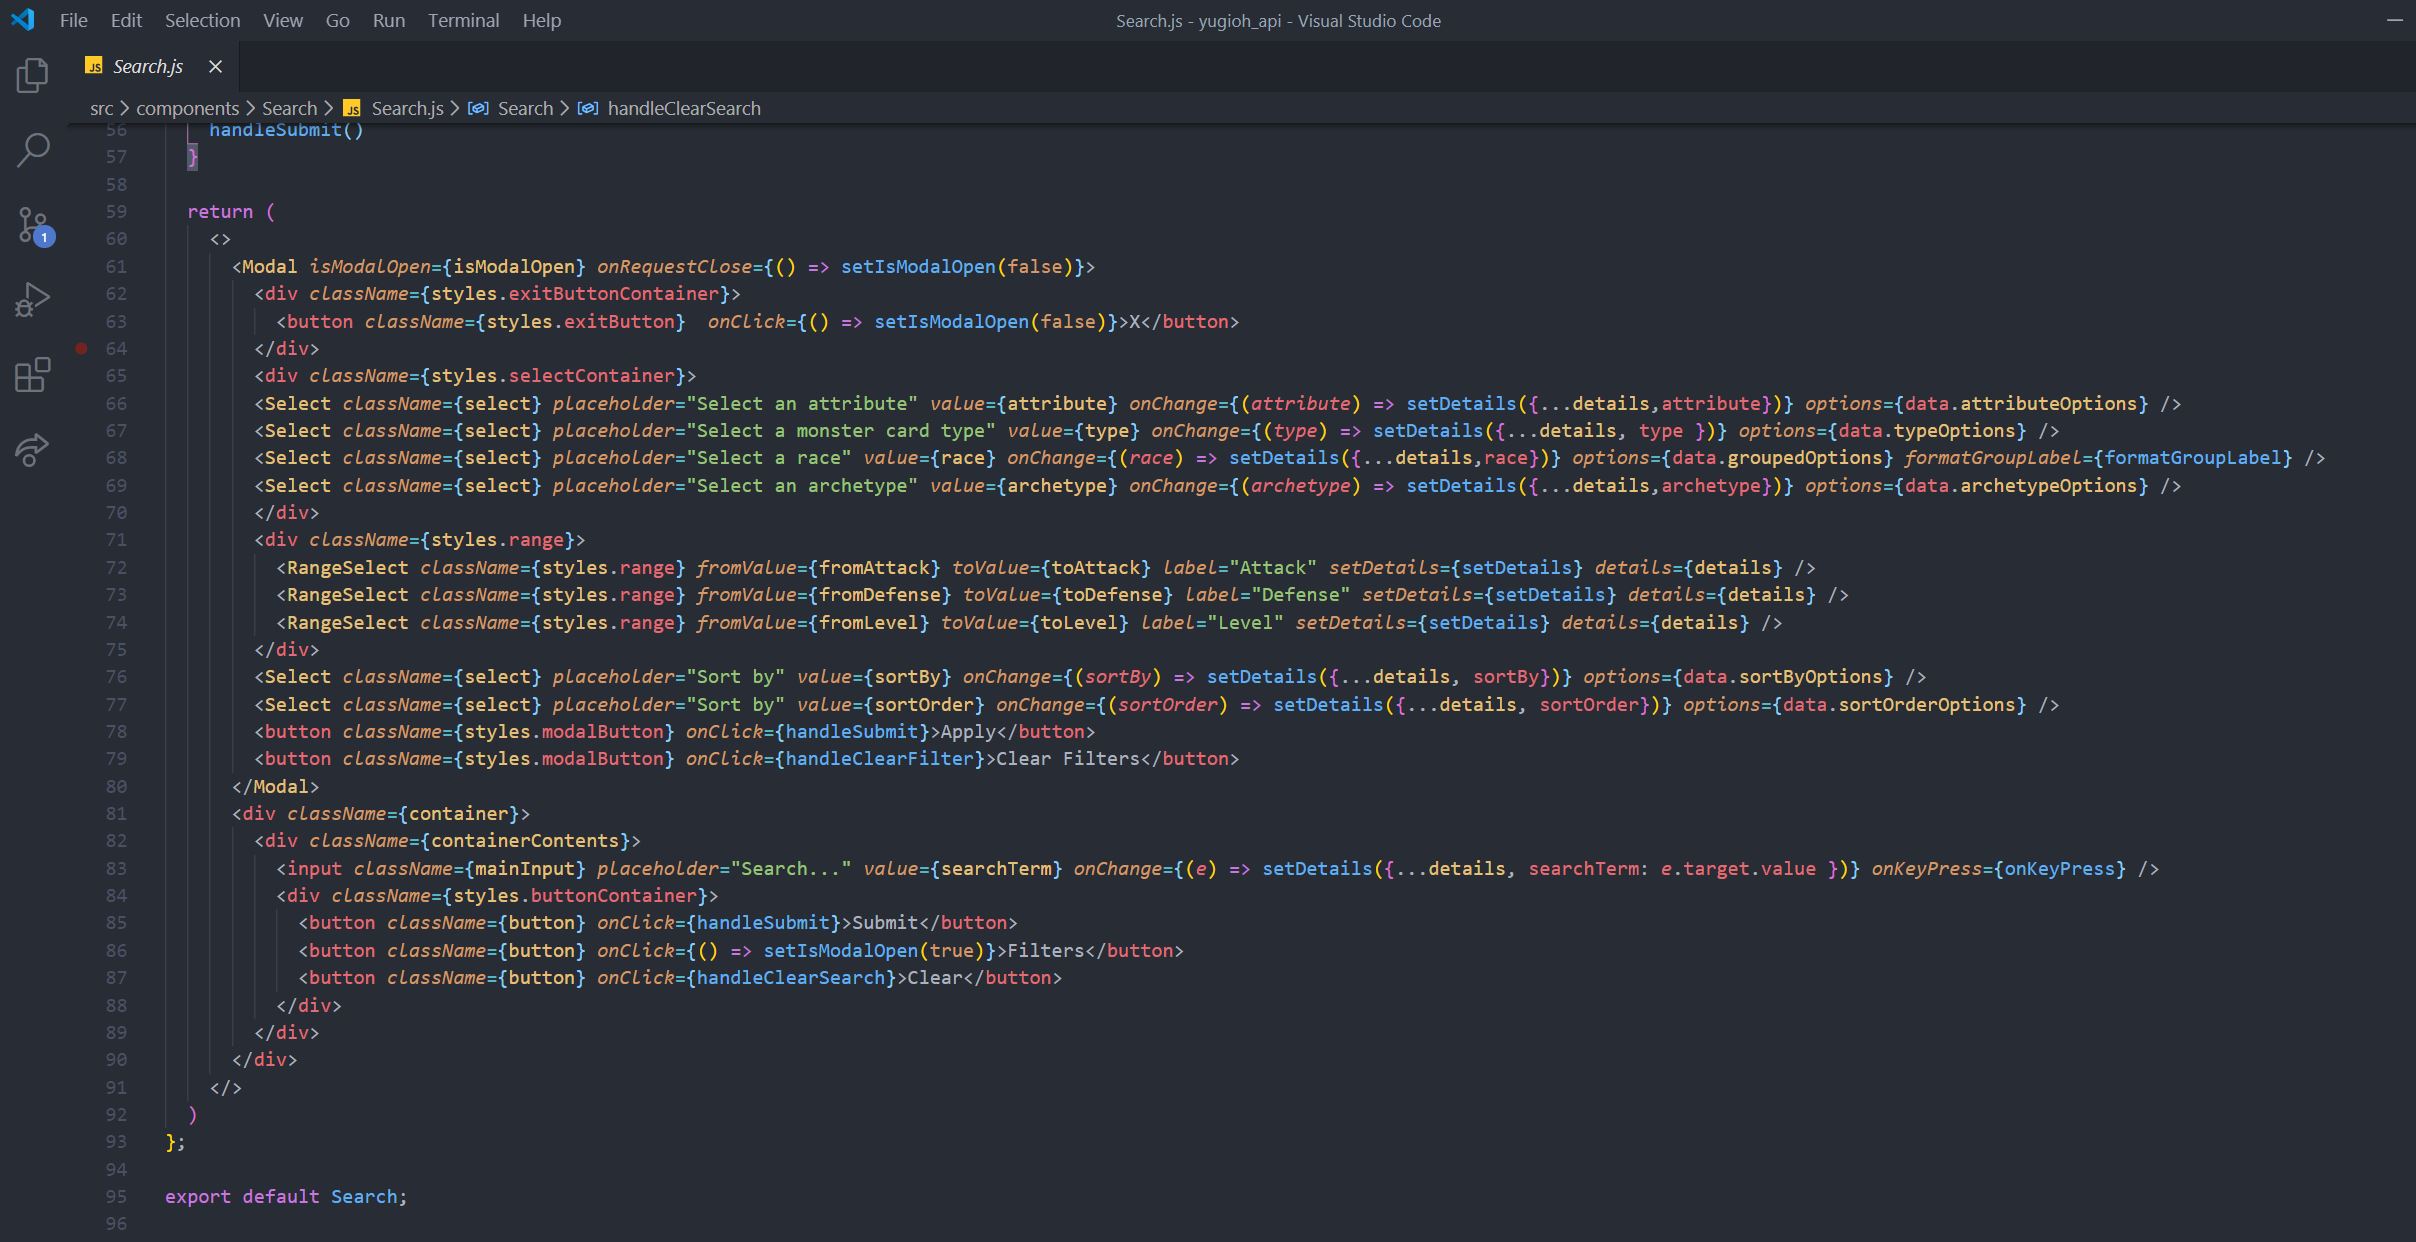 File Edit Selection View Go Run Terminal Help
Search.js - yugioh_api - Visual Studio Code
JS Search.js ×
src > components > Search > JS Search.js > Search > handleClearSearch
1
56 handleSubmit()
57 }
58
59 return (
60 <>
61 <Modal isModalOpen={isModalOpen} onRequestClose={() => setIsModalOpen(false)}>
62 <div className={styles.exitButtonContainer}>
63 <button className={styles.exitButton}  onClick={() => setIsModalOpen(false)}>X</button>
64 </div>
65 <div className={styles.selectContainer}>
66 <Select className={select} placeholder="Select an attribute" value={attribute} onChange={(attribute) => setDetails({...details,attribute})} options={data.attributeOptions} />
67 <Select className={select} placeholder="Select a monster card type" value={type} onChange={(type) => setDetails({...details, type })} options={data.typeOptions} />
68 <Select className={select} placeholder="Select a race" value={race} onChange={(race) => setDetails({...details,race})} options={data.groupedOptions} formatGroupLabel={formatGroupLabel} />
69 <Select className={select} placeholder="Select an archetype" value={archetype} onChange={(archetype) => setDetails({...details,archetype})} options={data.archetypeOptions} />
70 </div>
71 <div className={styles.range}>
72 <RangeSelect className={styles.range} fromValue={fromAttack} toValue={toAttack} label="Attack" setDetails={setDetails} details={details} />
73 <RangeSelect className={styles.range} fromValue={fromDefense} toValue={toDefense} label="Defense" setDetails={setDetails} details={details} />
74 <RangeSelect className={styles.range} fromValue={fromLevel} toValue={toLevel} label="Level" setDetails={setDetails} details={details} />
75 </div>
76 <Select className={select} placeholder="Sort by" value={sortBy} onChange={(sortBy) => setDetails({...details, sortBy})} options={data.sortByOptions} />
77 <Select className={select} placeholder="Sort by" value={sortOrder} onChange={(sortOrder) => setDetails({...details, sortOrder})} options={data.sortOrderOptions} />
78 <button className={styles.modalButton} onClick={handleSubmit}>Apply</button>
79 <button className={styles.modalButton} onClick={handleClearFilter}>Clear Filters</button>
80 </Modal>
81 <div className={container}>
82 <div className={containerContents}>
83 <input className={mainInput} placeholder="Search..." value={searchTerm} onChange={(e) => setDetails({...details, searchTerm: e.target.value })} onKeyPress={onKeyPress} />
84 <div className={styles.buttonContainer}>
85 <button className={button} onClick={handleSubmit}>Submit</button>
86 <button className={button} onClick={() => setIsModalOpen(true)}>Filters</button>
87 <button className={button} onClick={handleClearSearch}>Clear</button>
88 </div>
89 </div>
90 </div>
91 </>
92 )
93 };
94
95 export default Search;
96